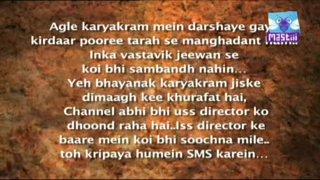 Agle karyakram mein darshaye gay
Mastiii
kirdaar pooree tarah se manghadant
Inka vastavik jeewan se
koi bhi sambandh nahin...
Yeh bhayanak karyakram jiske
dimaagh kee khurafat hai,
Channel abhi bhi uss director ko
dhoond raha hai..Iss director ke
baare mein koi bhi soochna mile..
toh kripaya humein SMS karein...